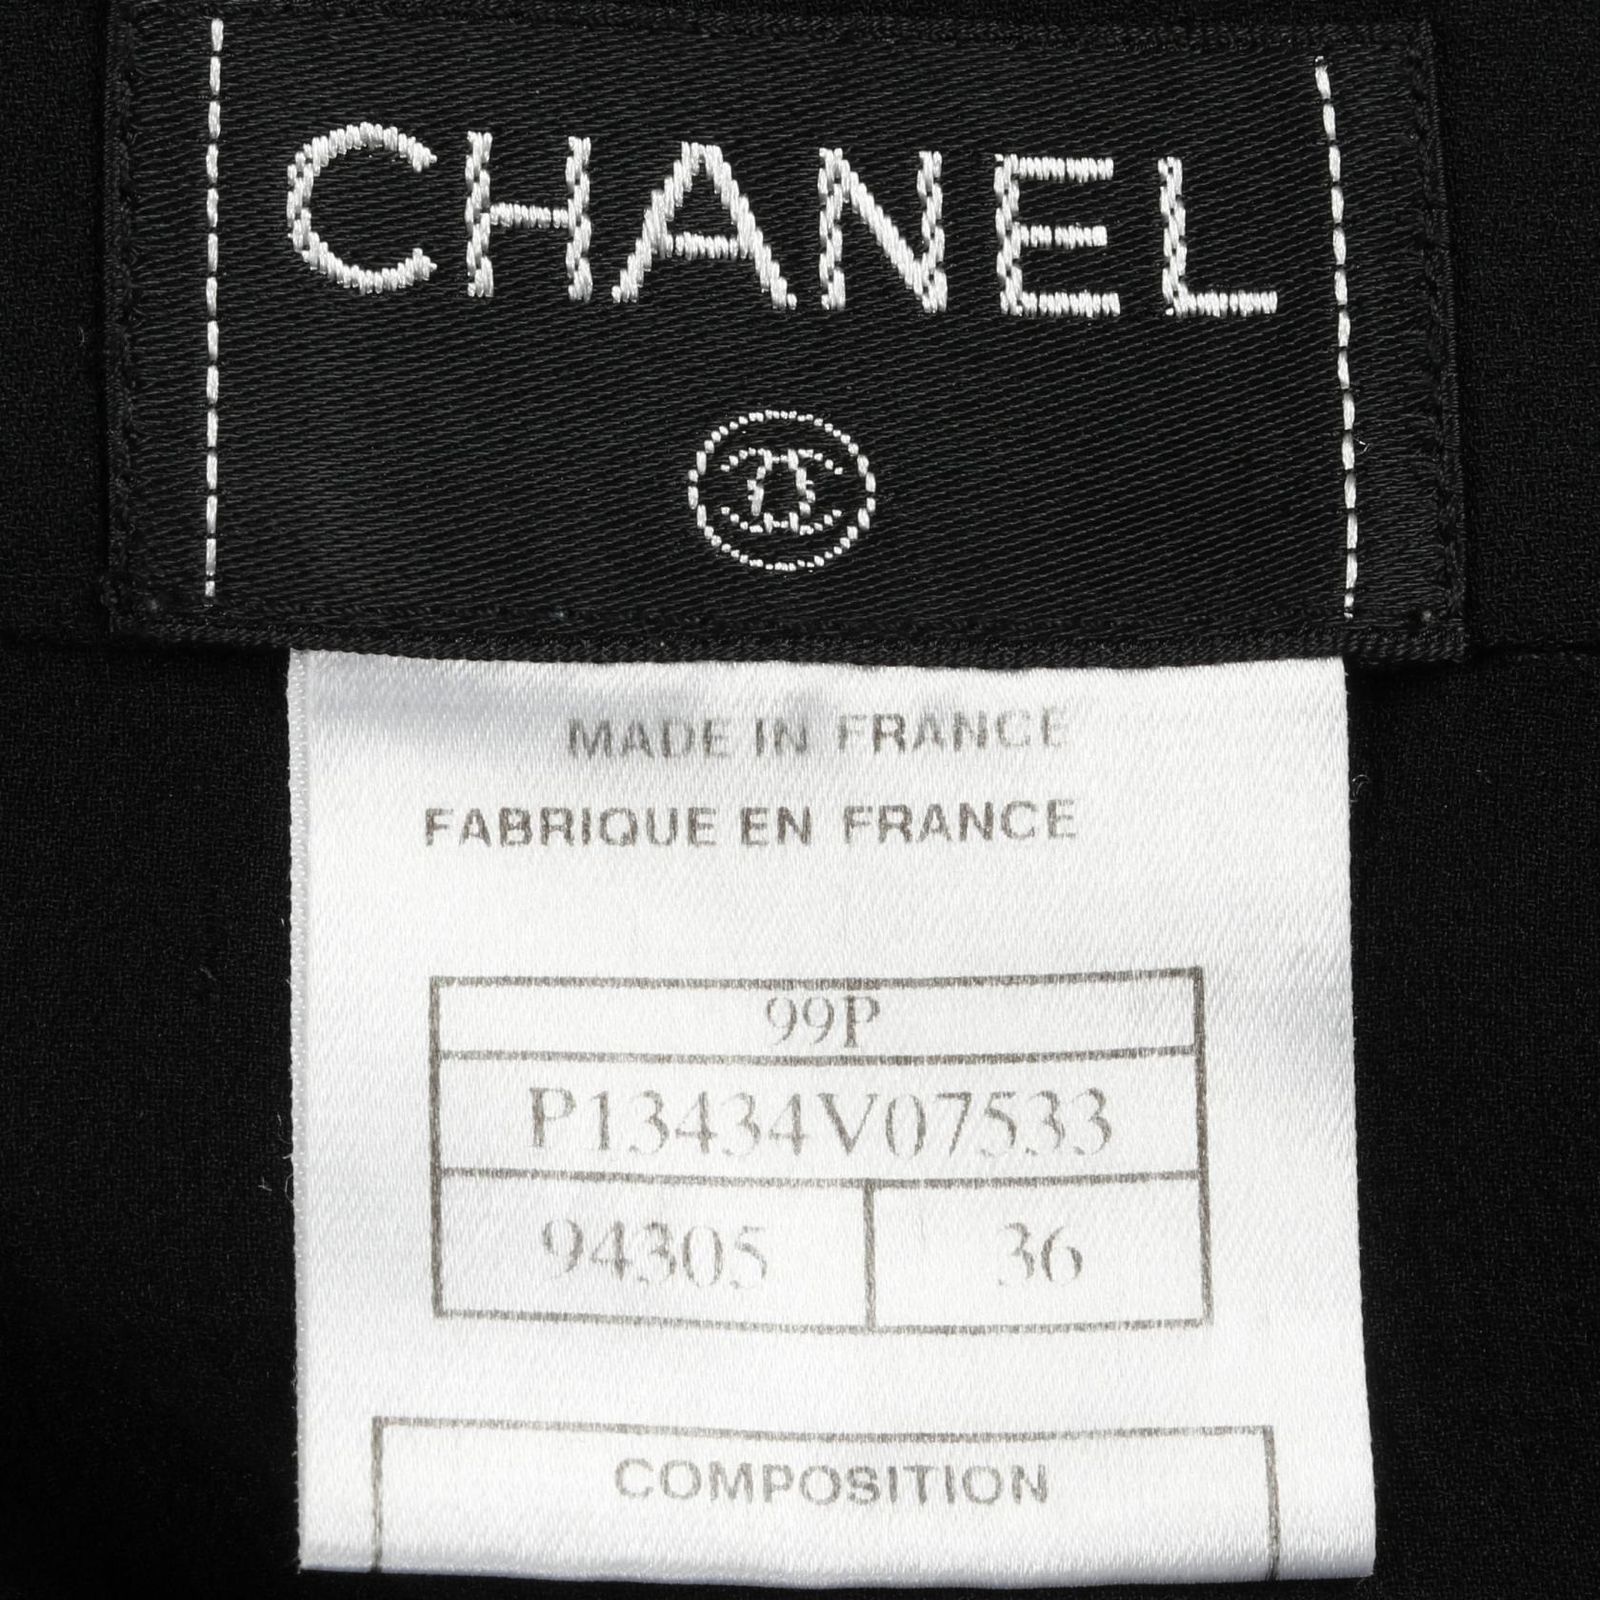 CHANEL
MADE IN FRANCE
FABRIQUE EN FRANCE
99P
P13434V07533
94305 36
COMPOSITION